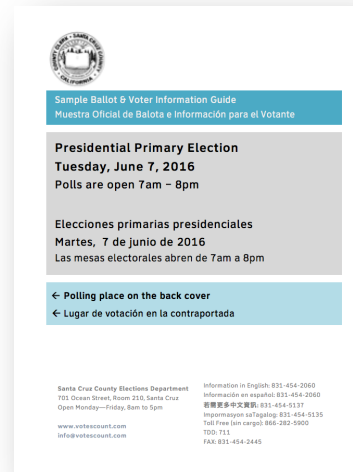 SANTA CRUZ COUNTY
CALIFORNIA
Sample Ballot & Voter Information Guide
Muestra Oficial de Balota e Información para el Votante
Presidential Primary Election
Tuesday, June 7, 2016
Polls are open 7am – 8pm
Elecciones primarias presidenciales
Martes, 7 de junio de 2016
Las mesas electorales abren de 7am a 8pm
← Polling place on the back cover
← Lugar de votación en la contraportada
Santa Cruz County Elections Department
701 Ocean Street, Room 210, Santa Cruz
Open Monday—Friday, 8am to 5pm
www.votescount.com
info@votescount.com
Information in English: 831-454-2060
Información en español: 831-454-2060
若需更多中文資訊: 831-454-5137
Impormasyon saTagalog: 831-454-5135
Toll Free (sin cargo): 866-282-5900
TDD: 711
FAX: 831-454-2445